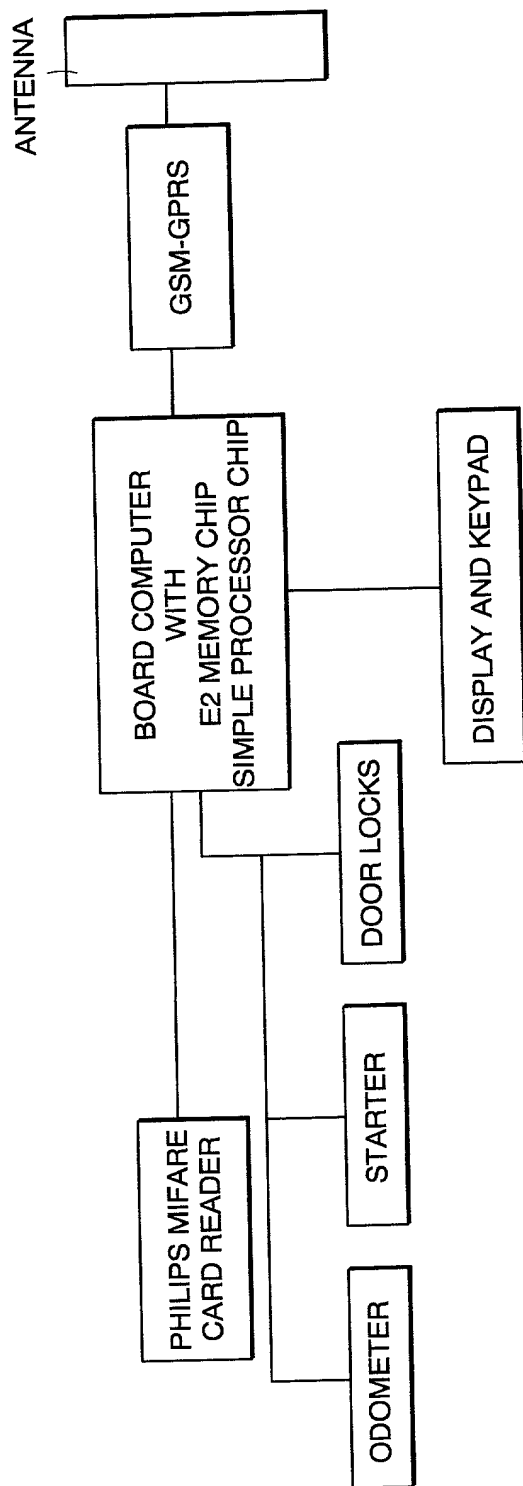 ANTENNA
GSM-GPRS
BOARD COMPUTER
WITH
E2 MEMORY CHIP
SIMPLE PROCESSOR CHIP
PHILIPS MIFARE
CARD READER
ODOMETER
STARTER
DOOR LOCKS
DISPLAY AND KEYPAD